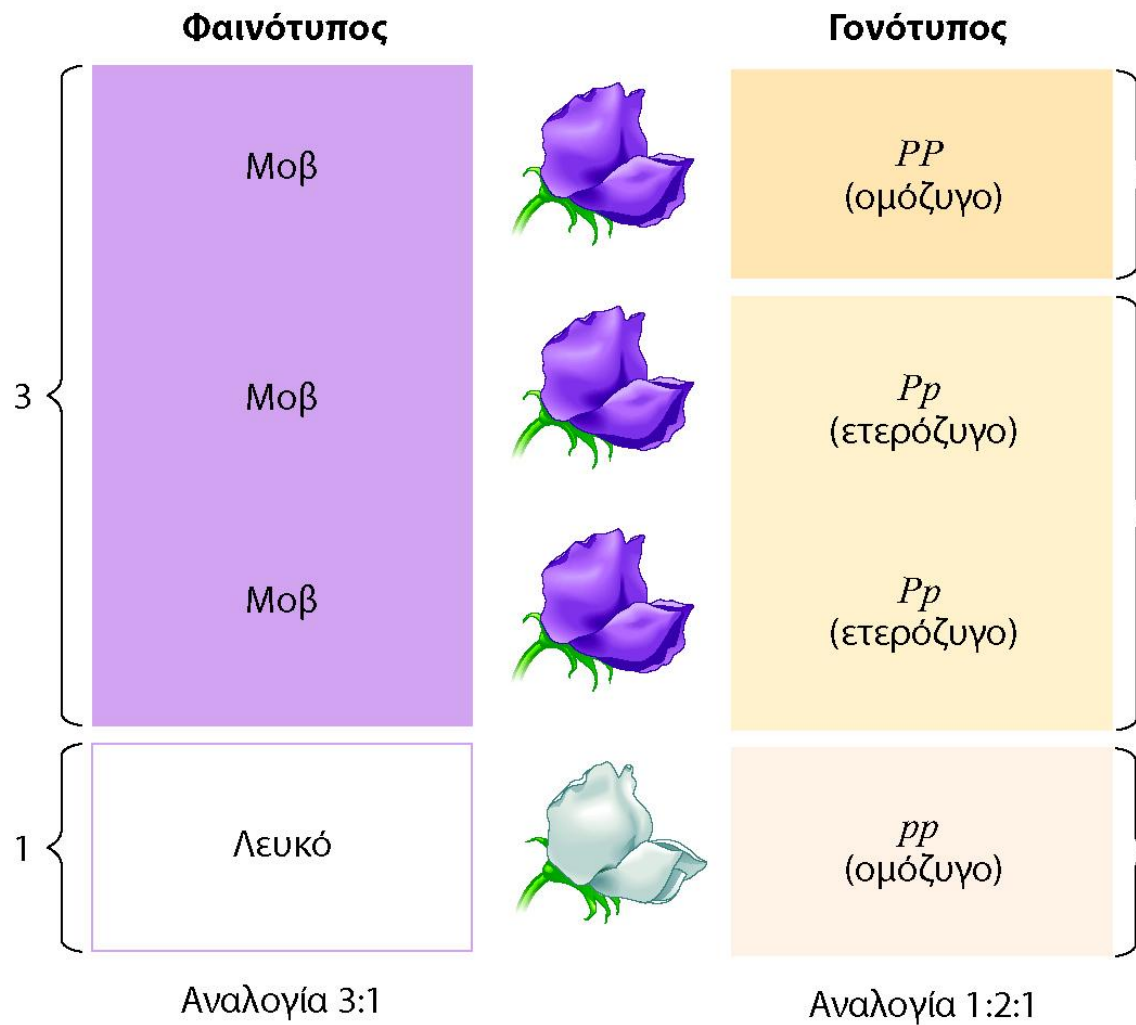 Φαινότυπος
Γονότυπος
3
Μοβ
PP
(ομόζυγο)
Μοβ
Pp
(ετερόζυγο)
Μοβ
Pp
(ετερόζυγο)
1
Λευκό
pp
(ομόζυγο)
Αναλογία 3:1
Αναλογία 1:2:1